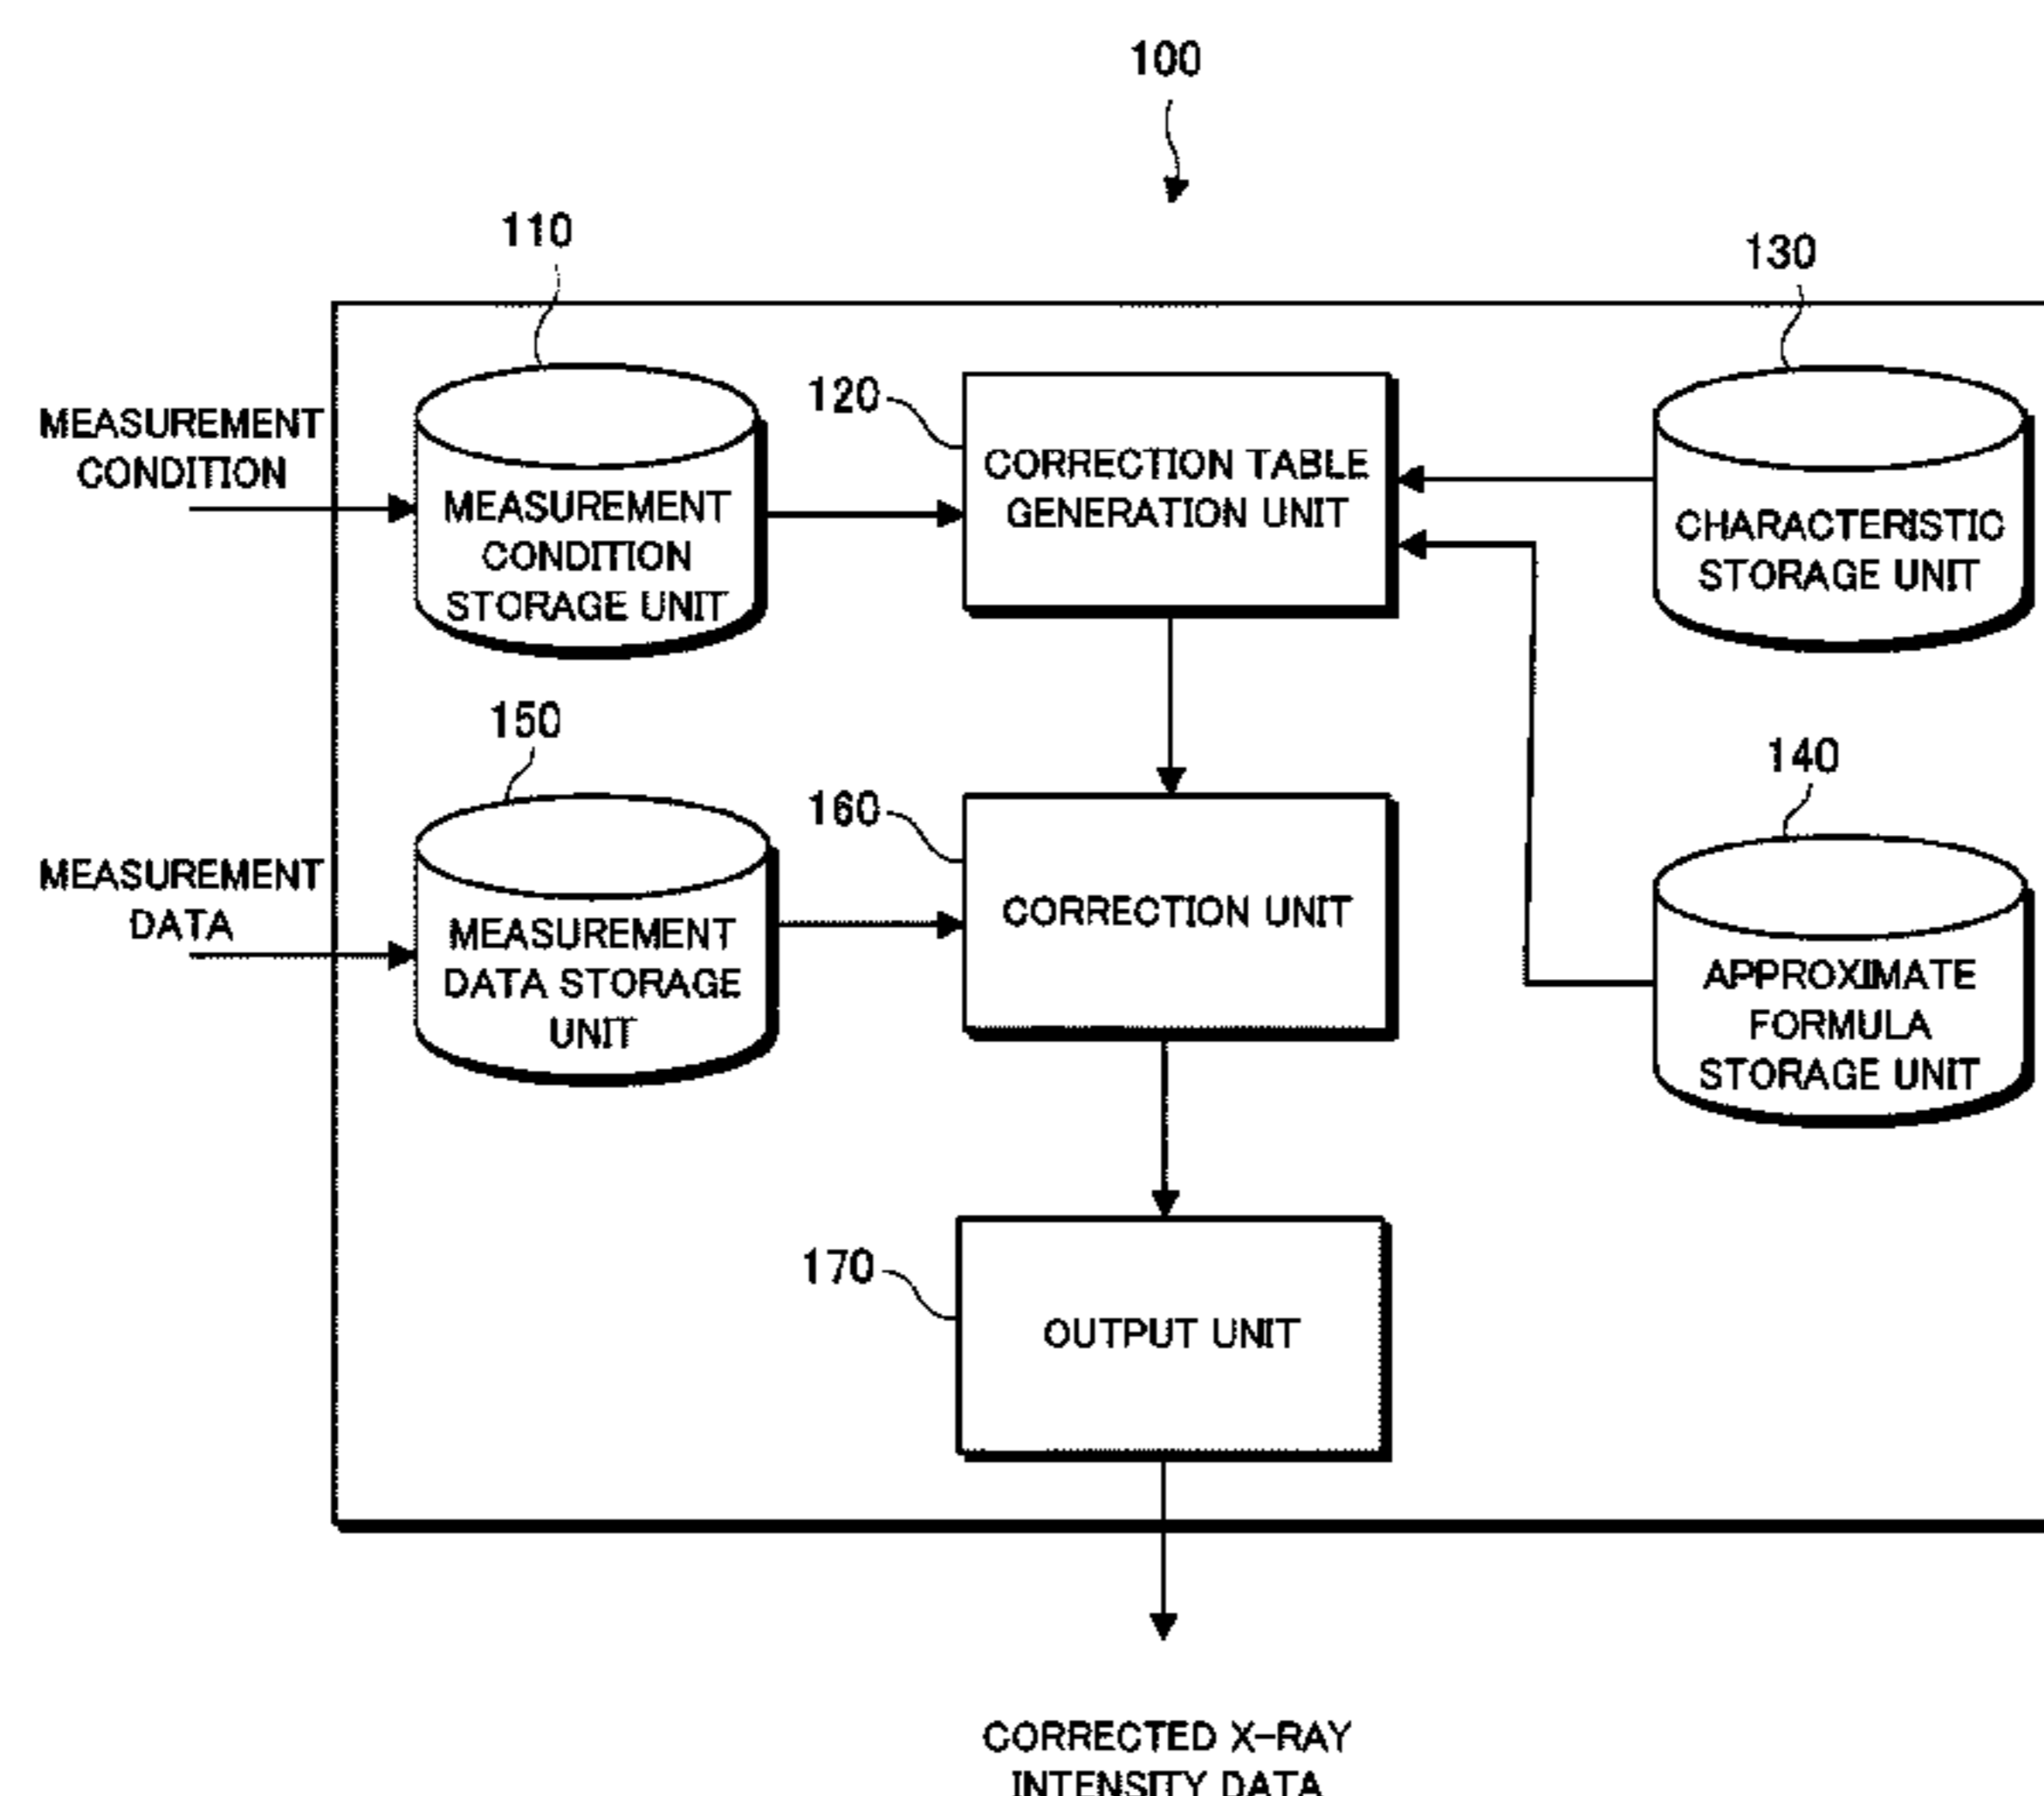 100
110
130
MEASUREMENT
CONDITION
120
CORRECTION TABLE
GENERATION UNIT
MEASUREMENT
CONDITION
STORAGE UNIT
CHARACTERISTIC
STORAGE UNIT
150
140
160
MEASUREMENT
DATA
CORRECTION UNIT
MEASUREMENT
DATA STORAGE
UNIT
APPROXIMATE
FORMULA
STORAGE UNIT
170
OUTPUT UNIT
CORRECTED X-RAY
INTENSITY DATA